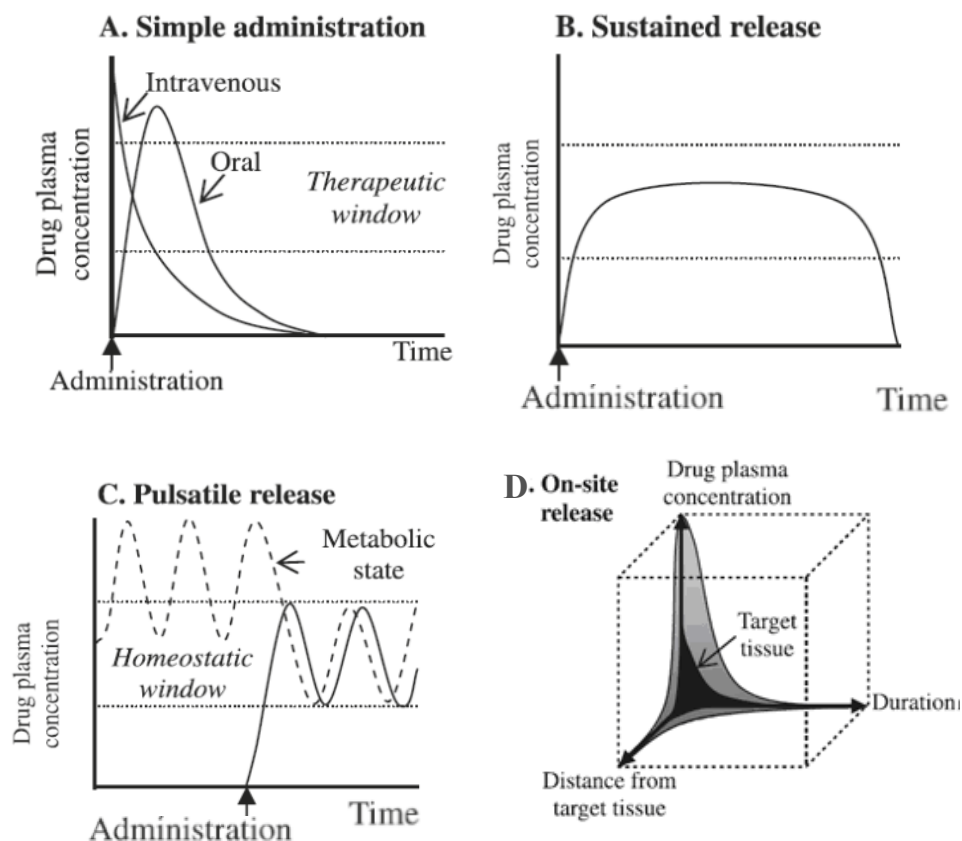 A. Simple administration
Intravenous
Oral
Therapeutic
window
Drug plasma
concentration
Time
Administration
B. Sustained release
Drug plasma
concentration
Administration
Time
C. Pulsatile release
Metabolic
state
Homeostatic
window
Drug plasma
concentration
Administration
Time
D. On-site
release
Drug plasma
concentration
Target
tissue
Duration
Distance from
target tissue